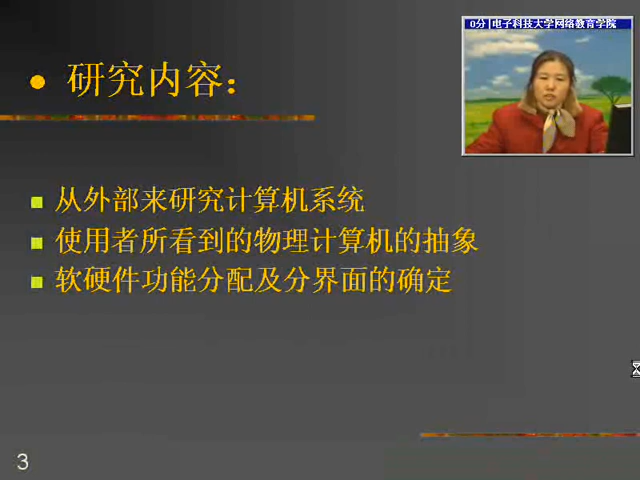 0分|电子科技大学网络教育学院
研究内容：
从外部来研究计算机系统
使用者所看到的物理计算机的抽象
软硬件功能分配及分界面的确定
3